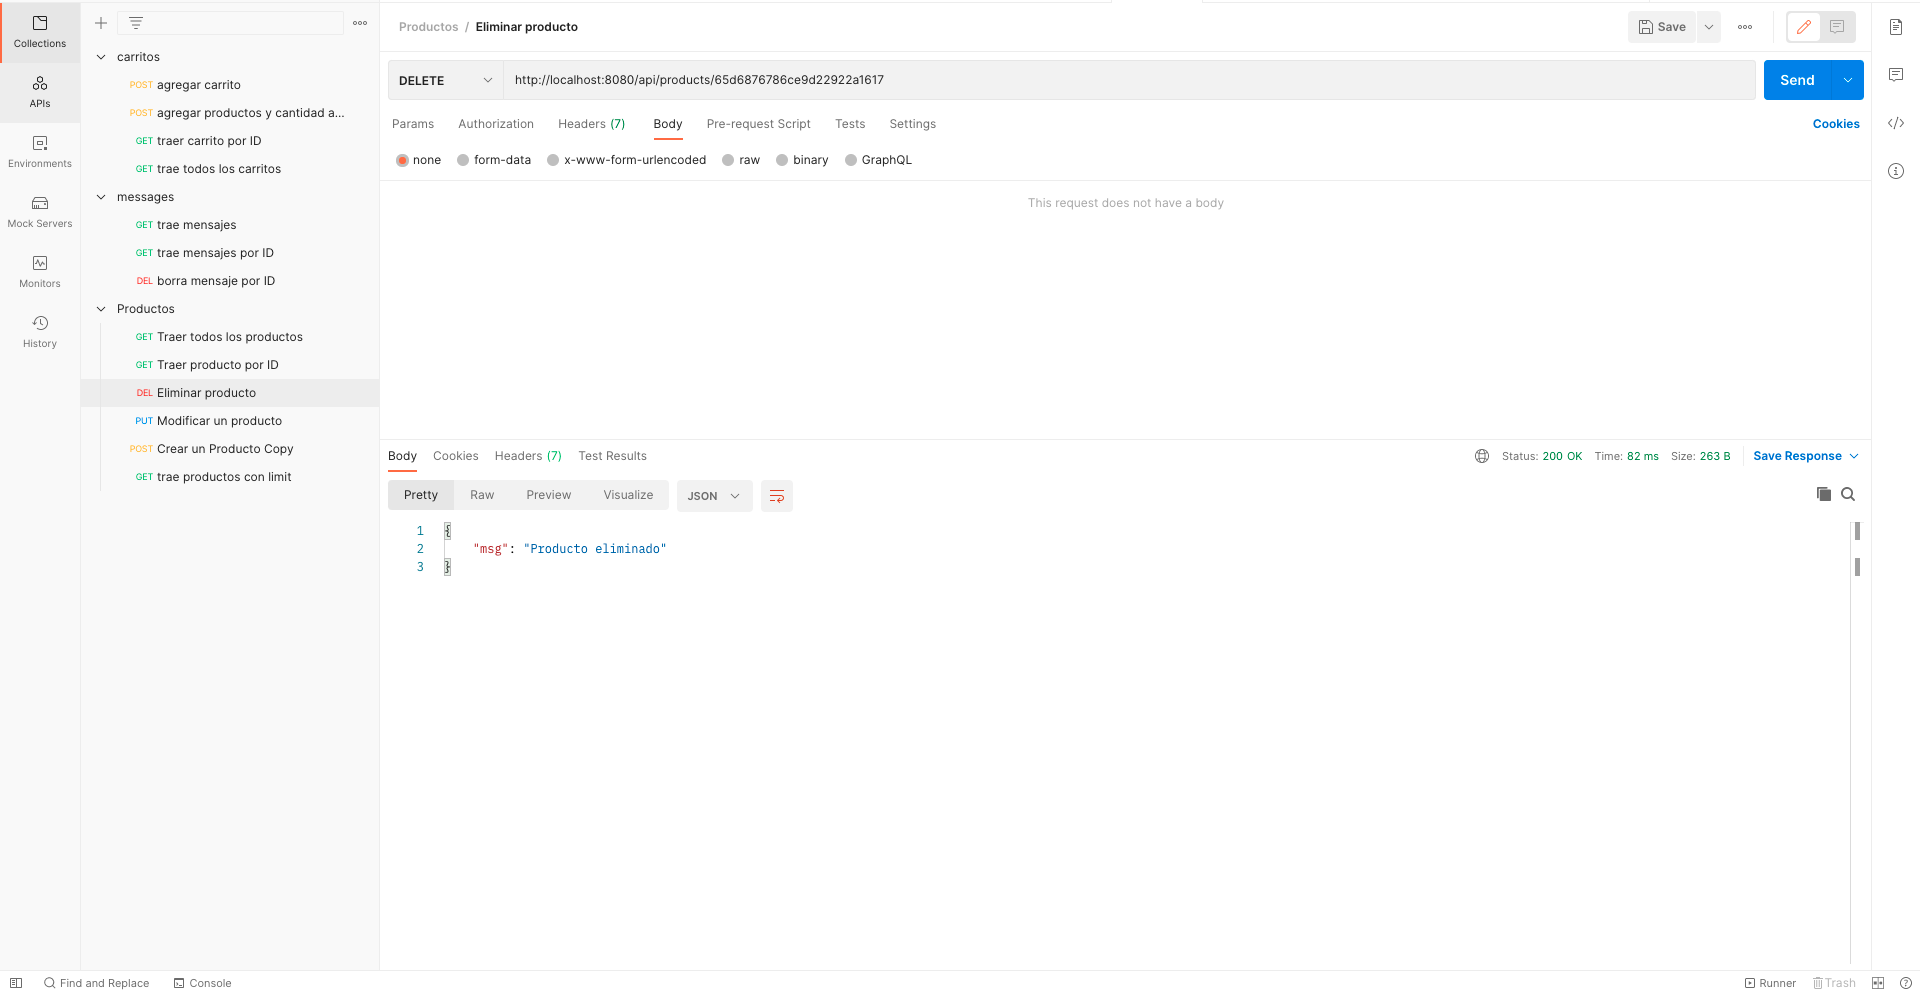 Collections
APIs
Environments
Mock Servers
Monitors
History
carritos
POST agregar carrito
POST agregar productos y cantidad a...
GET traer carrito por ID
GET trae todos los carritos
messages
GET trae mensajes
GET trae mensajes por ID
DEL borra mensaje por ID
Productos
GET Traer todos los productos
GET Traer producto por ID
DEL Eliminar producto
PUT Modificar un producto
POST Crear un Producto Copy
GET trae productos con limit
Productos / Eliminar producto
Save
DELETE http://localhost:8080/api/products/65d6876786ce9d22922a1617 Send
Params Authorization Headers (7) Body Pre-request Script Tests Settings Cookies
none form-data x-www-form-urlencoded raw binary GraphQL
This request does not have a body
Body Cookies Headers (7) Test Results Status: 200 OK Time: 82 ms Size: 263 B Save Response
Pretty Raw Preview Visualize JSON
1 {
2 "msg": "Producto eliminado"
3 }
Find and Replace Console Runner Trash